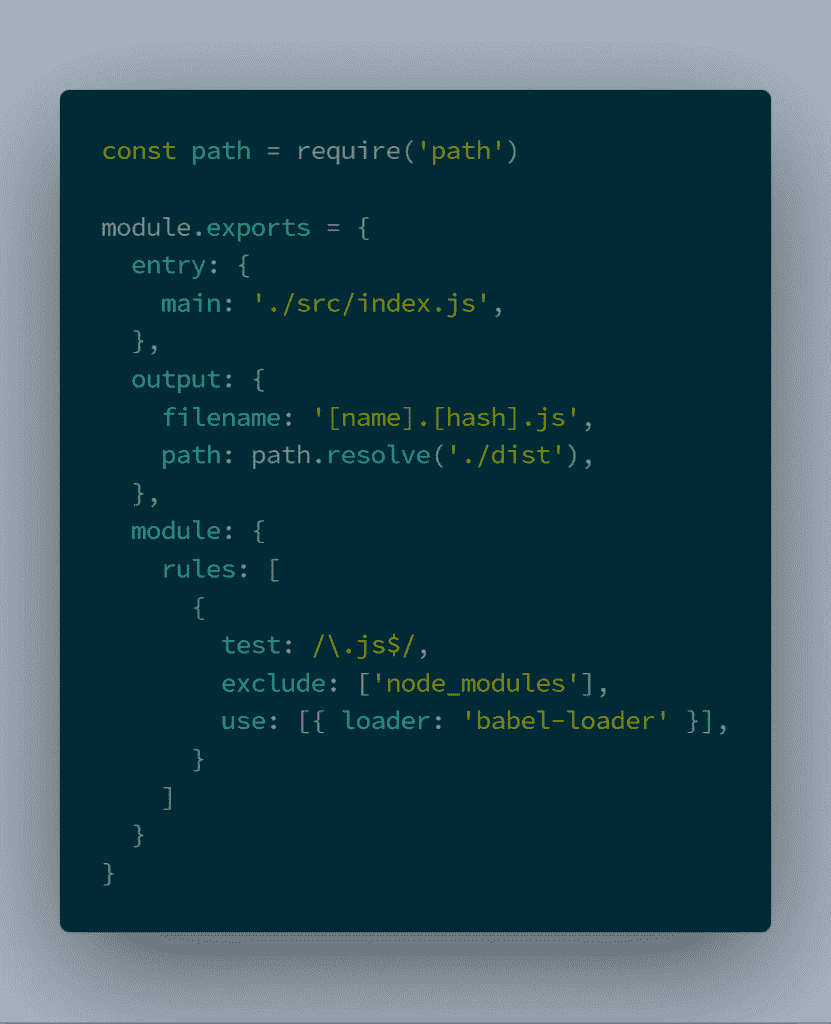 const path = require('path')
module.exports = {
  entry: {
    main: './src/index.js',
  },
  output: {
    filename: '[name].[hash].js',
    path: path.resolve('./dist'),
  },
  module: {
    rules: [
      {
        test: /\.js$/,
        exclude: ['node_modules'],
        use: [{ loader: 'babel-loader' }],
      }
    ]
  }
}